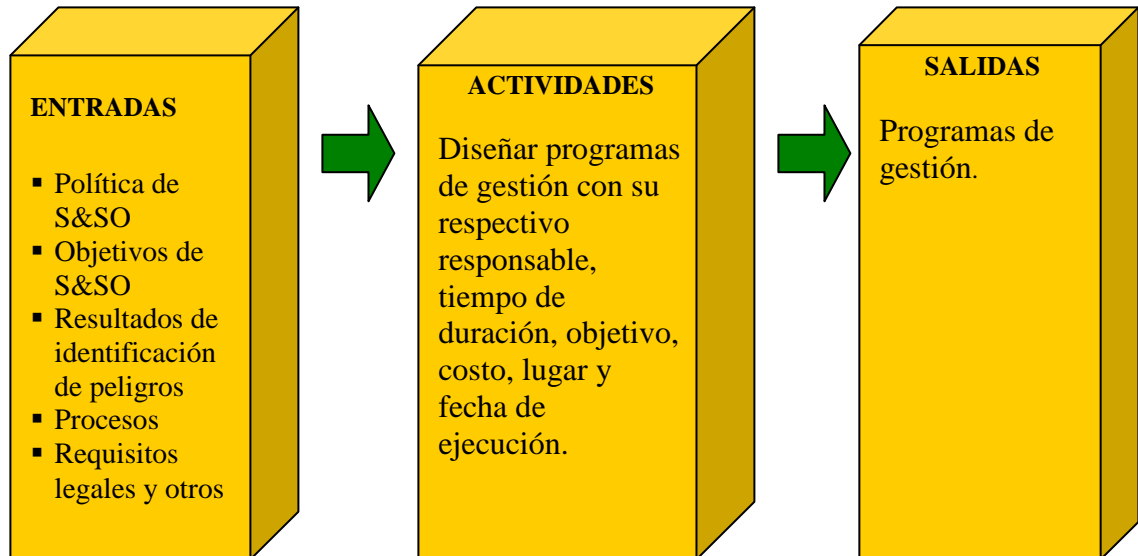 ENTRADAS
▪ Política de
S&SO
▪ Objetivos de
S&SO
▪ Resultados de
identificación
de peligros
▪ Procesos
▪ Requisitos
legales y otros
ACTIVIDADES
Diseñar programas
de gestión con su
respectivo
responsable,
tiempo de
duración, objetivo,
costo, lugar y
fecha de
ejecución.
SALIDAS
Programas de
gestión.